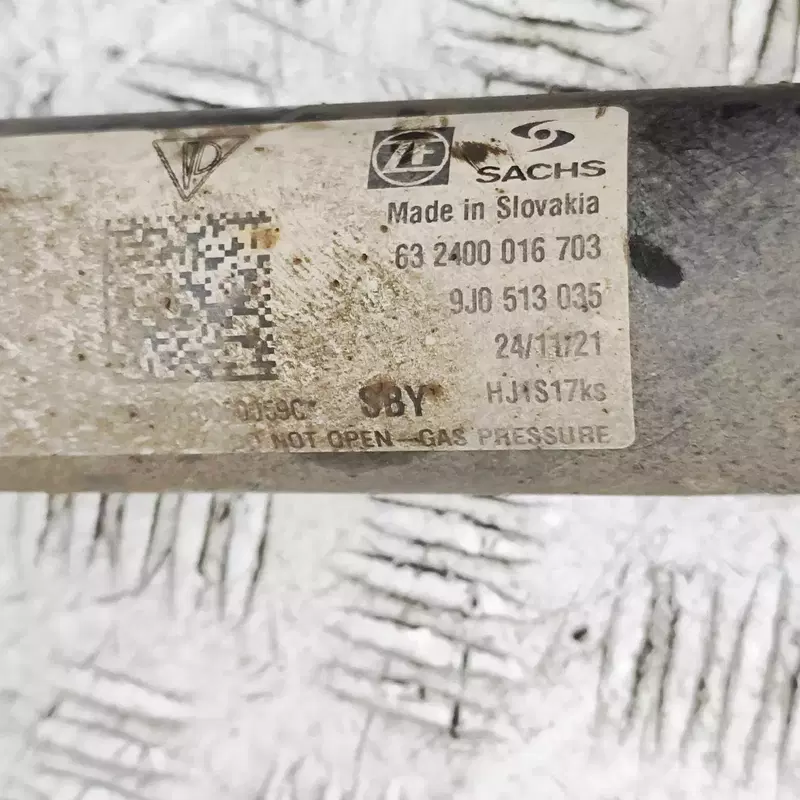 ZF SACHS
Made in Slovakia
63 2400 016 703
9J0 513 035
24/11/21
SBY HJ1S17ks
NOT OPEN–GAS PRESSURE